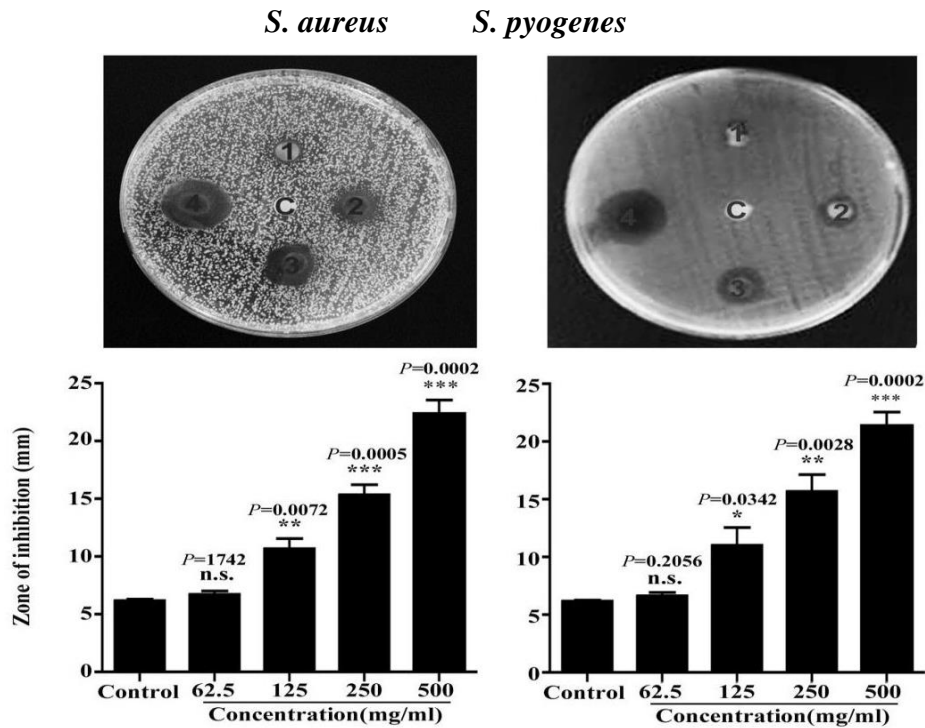 S. aureus S. pyogenes
1
4
C
2
3
1
4
C
2
3
Zone of inhibition (mm)
25
20
15
10
5
0
P=1742
n.s.
P=0.0072
**
P=0.0005
***
P=0.0002
***
Control 62.5 125 250 500
Concentration(mg/ml)
25
20
15
10
5
0
P=0.2056
n.s.
P=0.0342
*
P=0.0028
**
P=0.0002
***
Control 62.5 125 250 500
Concentration(mg/ml)